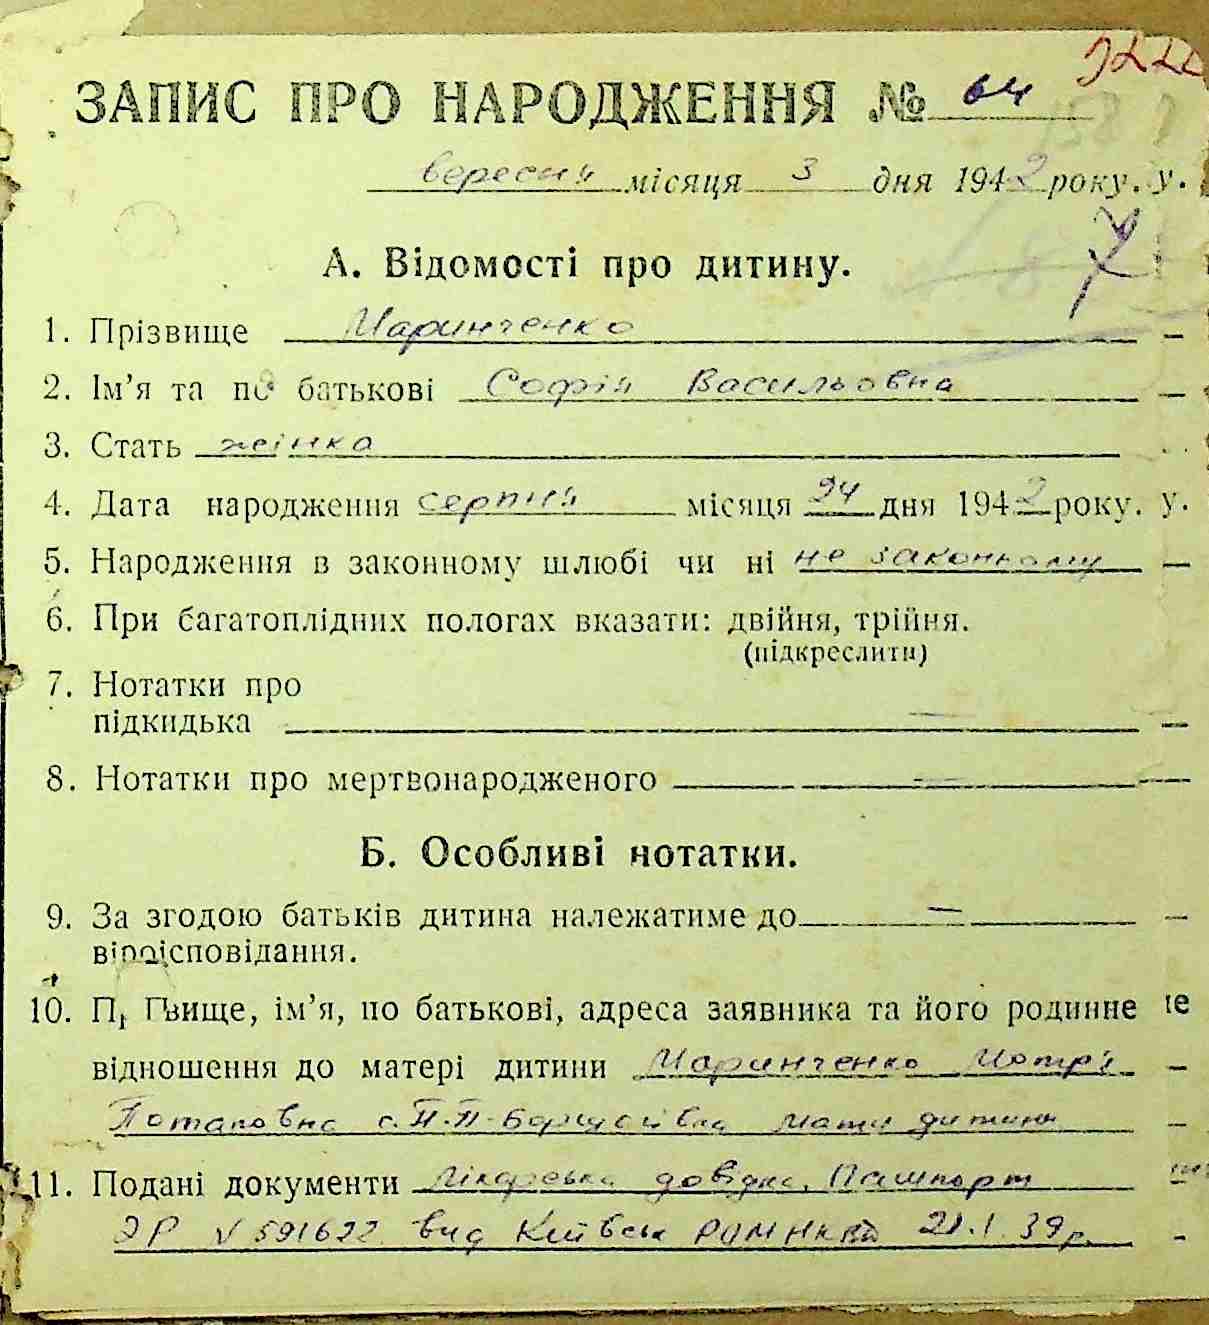 ЗАПИС ПРО НАРОДЖЕННЯ № 64
вересня місяця 3 дня 1942 року. у.
А. Відомості про дитину.
1. Прізвище Маринченко
2. Ім’я та по батькові Софія Васильовна
3. Стать жеінка
4. Дата народження серпня місяця 24 дня 1942 року. у.
5. Народження в законному шлюбі чи ні не законному
6. При багатоплідних пологах вказати: двійня, трійня.
(підкреслити)
7. Нотатки про
підкидька —
8. Нотатки про мертвонародженого —
Б. Особливі нотатки.
9. За згодою батьків дитина належатиме до —
віроісповідання.
10. Прізвище, ім’я, по батькові, адреса заявника та його родинне
відношення до матері дитини Маринченко Мотря
Потаповна с. П.П-Борщагівка мати дитини
11. Подані документи Лікарська довідка, Пашпорт
№ 591622 вид Київськ 21.1.39р.